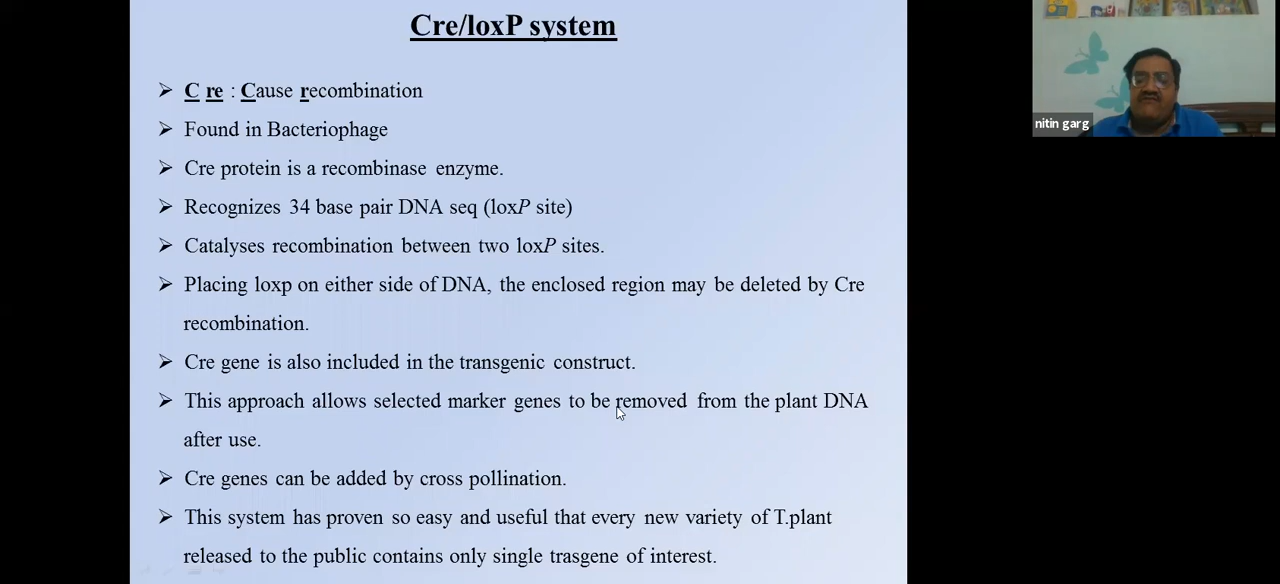 Cre/loxP system
➢ C re : Cause recombination
➢ Found in Bacteriophage
➢ Cre protein is a recombinase enzyme.
➢ Recognizes 34 base pair DNA seq (loxP site)
➢ Catalyses recombination between two loxP sites.
➢ Placing loxp on either side of DNA, the enclosed region may be deleted by Cre
recombination.
➢ Cre gene is also included in the transgenic construct.
➢ This approach allows selected marker genes to be removed from the plant DNA
after use.
➢ Cre genes can be added by cross pollination.
➢ This system has proven so easy and useful that every new variety of T.plant
released to the public contains only single trasgene of interest.
nitin garg